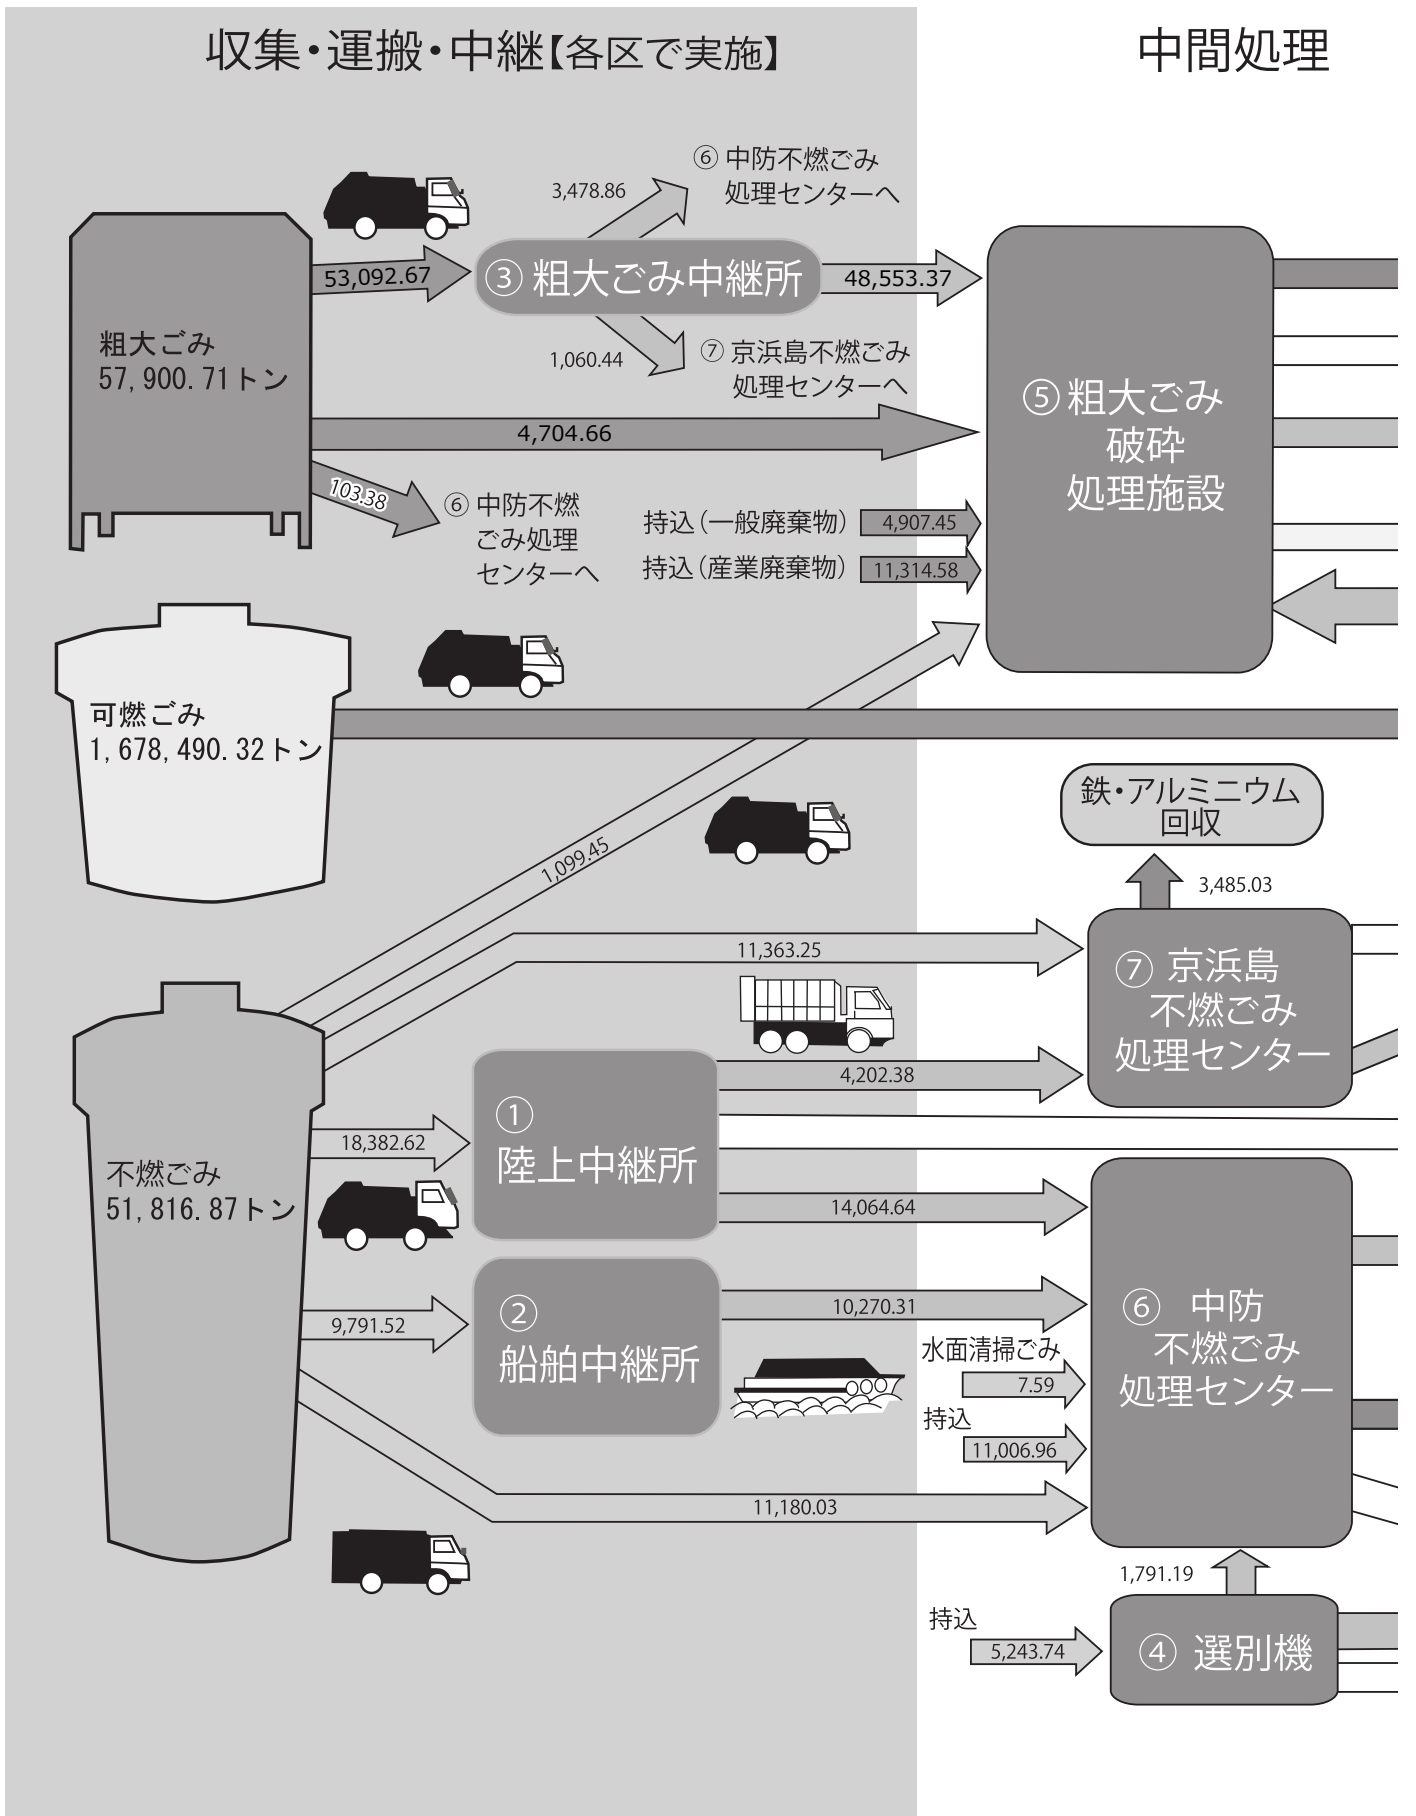 収集・運搬・中継【各区で実施】
中間処理
⑥ 中防不燃ごみ
処理センターへ
3,478.86
53,092.67
③ 粗大ごみ中継所
48,553.37
粗大ごみ
57,900.71トン
1,060.44
⑦ 京浜島不燃ごみ
処理センターへ
⑤粗大ごみ
破砕
処理施設
4,704.66
103.38
⑥ 中防不燃
ごみ処理
センターへ
持込(一般廃棄物)
4,907.45
持込(産業廃棄物)
11,314.58
可燃ごみ
1,678,490.32トン
鉄・アルミニウム
回収
1,099.45
3,485.03
11,363.25
⑦ 京浜島
不燃ごみ
処理センター
4,202.38
①
陸上中継所
18,382.62
不燃ごみ
51,816.87トン
14,064.64
②
船舶中継所
9,791.52
10,270.31
⑥ 中防
不燃ごみ
処理センター
水面清掃ごみ
7.59
持込
11,006.96
11,180.03
1,791.19
持込
5,243.74
④ 選別機